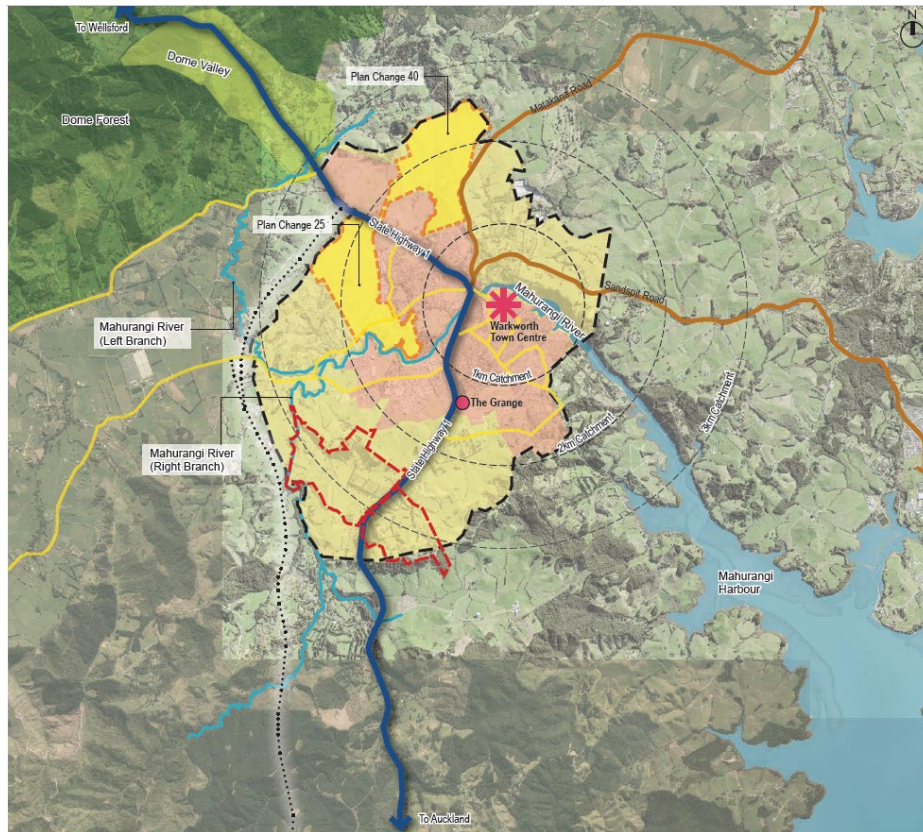 To Wellsford
N
Dome Valley
Plan Change 40
Matakana Road
Dome Forest
Plan Change 25
State Highway 1
Sandspit Road
Mahurangi River
Warkworth
Town Centre
Mahurangi River
(Left Branch)
1km Catchment
3km Catchment
The Grange
2km Catchment
Mahurangi River
(Right Branch)
State Highway 1
Mahurangi
Harbour
To Auckland